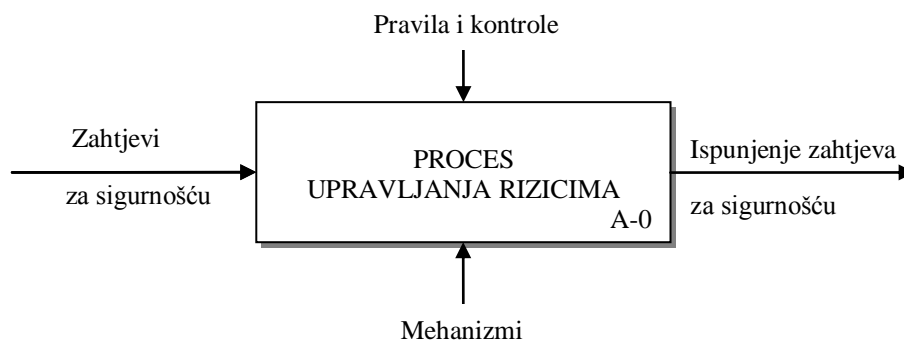 Pravila i kontrole
Zahtjevi
za sigurnošću
PROCES
UPRAVLJANJA RIZICIMA
A-0
Ispunjenje zahtjeva
za sigurnošću
Mehanizmi